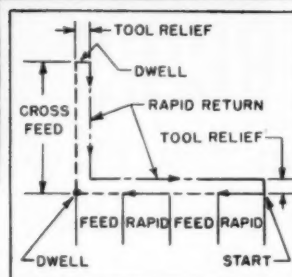 TOOL RELIEF
DWELL
CROSS
FEED
RAPID RETURN
TOOL RELIEF
FEED RAPID FEED RAPID
DWELL
START